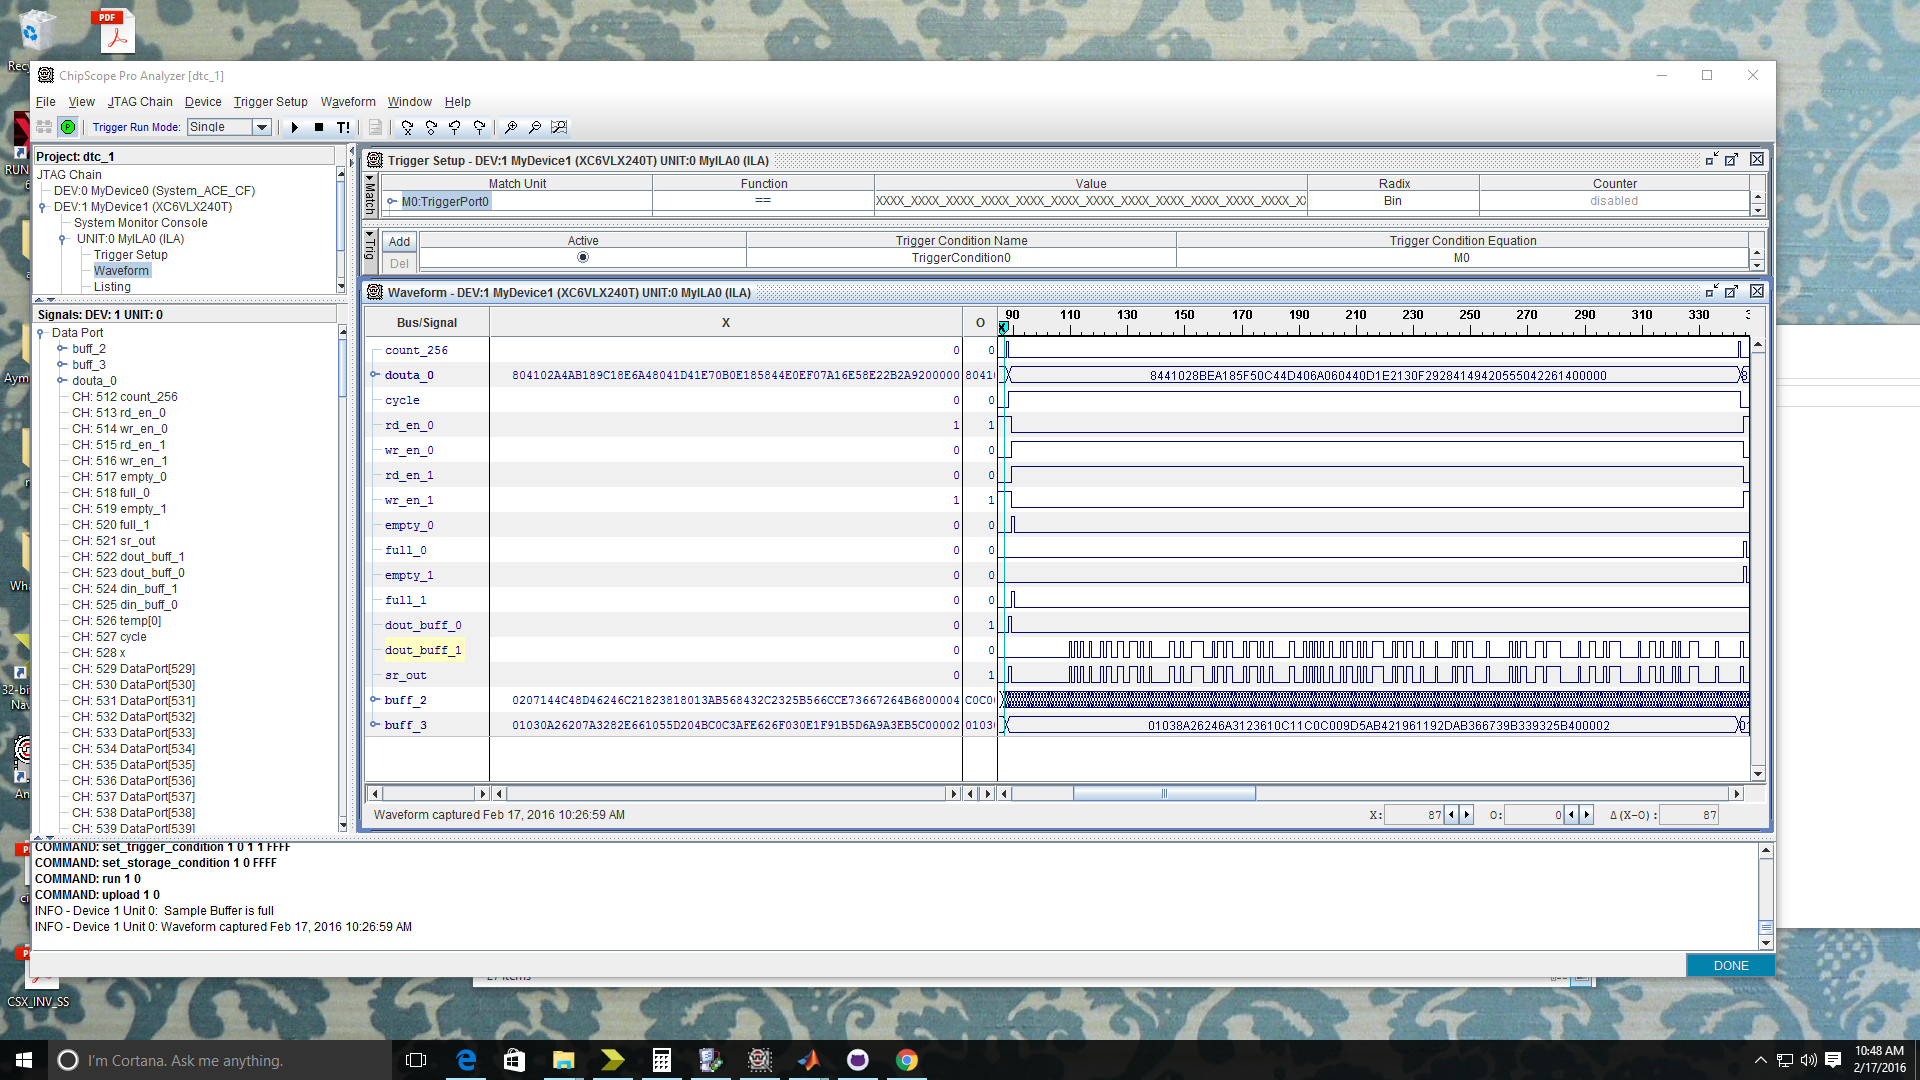 PDF
Rec
ChipScope Pro Analyzer [dtc_1]
File View JTAG Chain Device Trigger Setup Waveform Window Help
Trigger Run Mode: Single T!
RUN
Project: dtc_1
JTAG Chain
DEV:0 MyDevice0 (System_ACE_CF)
DEV:1 MyDevice1 (XC6VLX240T)
System Monitor Console
UNIT:0 MyILA0 (ILA)
Trigger Setup
Waveform
Listing
Signals: DEV: 1 UNIT: 0
Data Port
buff_2
buff_3
douta_0
CH: 512 count_256
CH: 513 rd_en_0
CH: 514 wr_en_0
CH: 515 rd_en_1
CH: 516 wr_en_1
CH: 517 empty_0
CH: 518 full_0
CH: 519 empty_1
CH: 520 full_1
CH: 521 sr_out
CH: 522 dout_buff_1
CH: 523 dout_buff_0
CH: 524 din_buff_1
CH: 525 din_buff_0
CH: 526 temp[0]
CH: 527 cycle
CH: 528 x
CH: 529 DataPort[529]
CH: 530 DataPort[530]
CH: 531 DataPort[531]
CH: 532 DataPort[532]
CH: 533 DataPort[533]
CH: 534 DataPort[534]
CH: 535 DataPort[535]
CH: 536 DataPort[536]
CH: 537 DataPort[537]
CH: 538 DataPort[538]
CH: 539 DataPort[539]
Trigger Setup - DEV:1 MyDevice1 (XC6VLX240T) UNIT:0 MyILA0 (ILA)
Match
Match Unit Function Value Radix Counter
M0:TriggerPort0 == XXXX_XXXX_XXXX_XXXX_XXXX_XXXX_XXXX_XXXX_XXXX_XXXX_XXXX_XXXX_XX Bin disabled
Trig
Add Active Trigger Condition Name Trigger Condition Equation
Del TriggerCondition0 M0
Waveform - DEV:1 MyDevice1 (XC6VLX240T) UNIT:0 MyILA0 (ILA)
Bus/Signal X O 90 110 130 150 170 190 210 230 250 270 290 310 330
X
count_256 0 0
douta_0 804102A4AB189C18E6A48041D41E70B0E185844E0EF07A16E58E22B2A9200000 8041 8441028BEA185F50C44D406A060440D1E2130F29284149420555042261400000 8
cycle 0 0
rd_en_0 1 1
wr_en_0 0 0
rd_en_1 0 0
wr_en_1 1 1
empty_0 0 0
full_0 0 0
empty_1 0 0
full_1 0 0
dout_buff_0 0 1
dout_buff_1 0 0
sr_out 0 1
buff_2 0207144C48D46246C21823818013AB568432C2325B566CCE73667264B6800004 C0C0
buff_3 01030A26207A3282E661055D204BC0C3AFE626F030E1F91B5D6A9A3EB5C00002 0103 01038A26246A3123610C11C0C009D5AB421961192DAB366739B339325B400002 01
Waveform captured Feb 17, 2016 10:26:59 AM X: 87 O: 0 Δ(X-O): 87
COMMAND: set_trigger_condition 1 0 1 1 FFFF
COMMAND: set_storage_condition 1 0 FFFF
COMMAND: run 1 0
COMMAND: upload 1 0
INFO - Device 1 Unit 0: Sample Buffer is full
INFO - Device 1 Unit 0: Waveform captured Feb 17, 2016 10:26:59 AM
DONE
Aym
Wha
32-bi
Nav
An
CSX_INV_SS
27 items
I'm Cortana. Ask me anything.
10:48 AM
2/17/2016